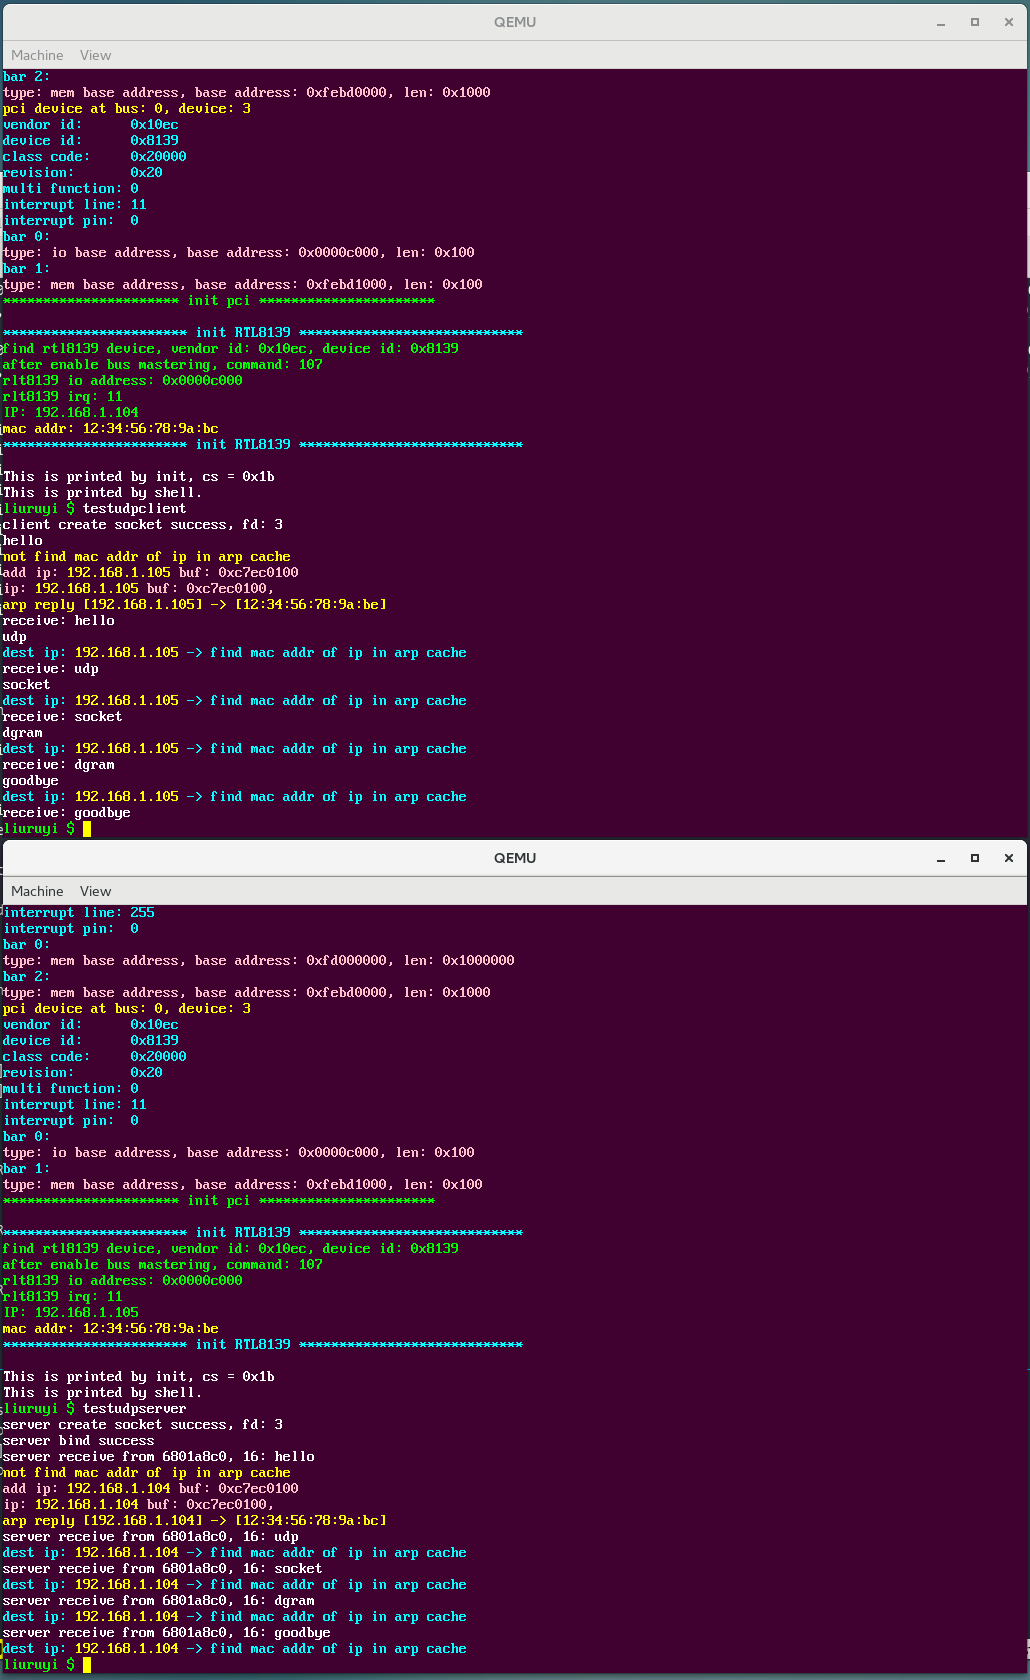 QEMU
Machine View
bar 2:
type: mem base address, base address: 0xfebd0000, len: 0x1000
pci device at bus: 0, device: 3
vendor id: 0x10ec
device id: 0x8139
class code: 0x20000
revision: 0x20
multi function: 0
interrupt line: 11
interrupt pin: 0
bar 0:
type: io base address, base address: 0x0000c000, len: 0x100
bar 1:
type: mem base address, base address: 0xfebd1000, len: 0x100
********************** init pci **********************
*********************** init RTL8139 ****************************
find rtl8139 device, vendor id: 0x10ec, device id: 0x8139
after enable bus mastering, command: 107
rlt8139 io address: 0x0000c000
rlt8139 irq: 11
IP: 192.168.1.104
mac addr: 12:34:56:78:9a:bc
*********************** init RTL8139 ****************************
This is printed by init, cs = 0x1b
This is printed by shell.
liuruyi $ testudpclient
client create socket success, fd: 3
hello
not find mac addr of ip in arp cache
add ip: 192.168.1.105 buf: 0xc7ec0100
ip: 192.168.1.105 buf: 0xc7ec0100,
arp reply [192.168.1.105] -> [12:34:56:78:9a:be]
receive: hello
udp
dest ip: 192.168.1.105 -> find mac addr of ip in arp cache
receive: udp
socket
dest ip: 192.168.1.105 -> find mac addr of ip in arp cache
receive: socket
dgram
dest ip: 192.168.1.105 -> find mac addr of ip in arp cache
receive: dgram
goodbye
dest ip: 192.168.1.105 -> find mac addr of ip in arp cache
receive: goodbye
liuruyi $
QEMU
Machine View
interrupt line: 255
interrupt pin: 0
bar 0:
type: mem base address, base address: 0xfd000000, len: 0x1000000
bar 2:
type: mem base address, base address: 0xfebd0000, len: 0x1000
pci device at bus: 0, device: 3
vendor id: 0x10ec
device id: 0x8139
class code: 0x20000
revision: 0x20
multi function: 0
interrupt line: 11
interrupt pin: 0
bar 0:
type: io base address, base address: 0x0000c000, len: 0x100
bar 1:
type: mem base address, base address: 0xfebd1000, len: 0x100
********************** init pci **********************
*********************** init RTL8139 ****************************
find rtl8139 device, vendor id: 0x10ec, device id: 0x8139
after enable bus mastering, command: 107
rlt8139 io address: 0x0000c000
rlt8139 irq: 11
IP: 192.168.1.105
mac addr: 12:34:56:78:9a:be
*********************** init RTL8139 ****************************
This is printed by init, cs = 0x1b
This is printed by shell.
liuruyi $ testudpserver
server create socket success, fd: 3
server bind success
server receive from 6801a8c0, 16: hello
not find mac addr of ip in arp cache
add ip: 192.168.1.104 buf: 0xc7ec0100
ip: 192.168.1.104 buf: 0xc7ec0100,
arp reply [192.168.1.104] -> [12:34:56:78:9a:bc]
server receive from 6801a8c0, 16: udp
dest ip: 192.168.1.104 -> find mac addr of ip in arp cache
server receive from 6801a8c0, 16: socket
dest ip: 192.168.1.104 -> find mac addr of ip in arp cache
server receive from 6801a8c0, 16: dgram
dest ip: 192.168.1.104 -> find mac addr of ip in arp cache
server receive from 6801a8c0, 16: goodbye
dest ip: 192.168.1.104 -> find mac addr of ip in arp cache
liuruyi $